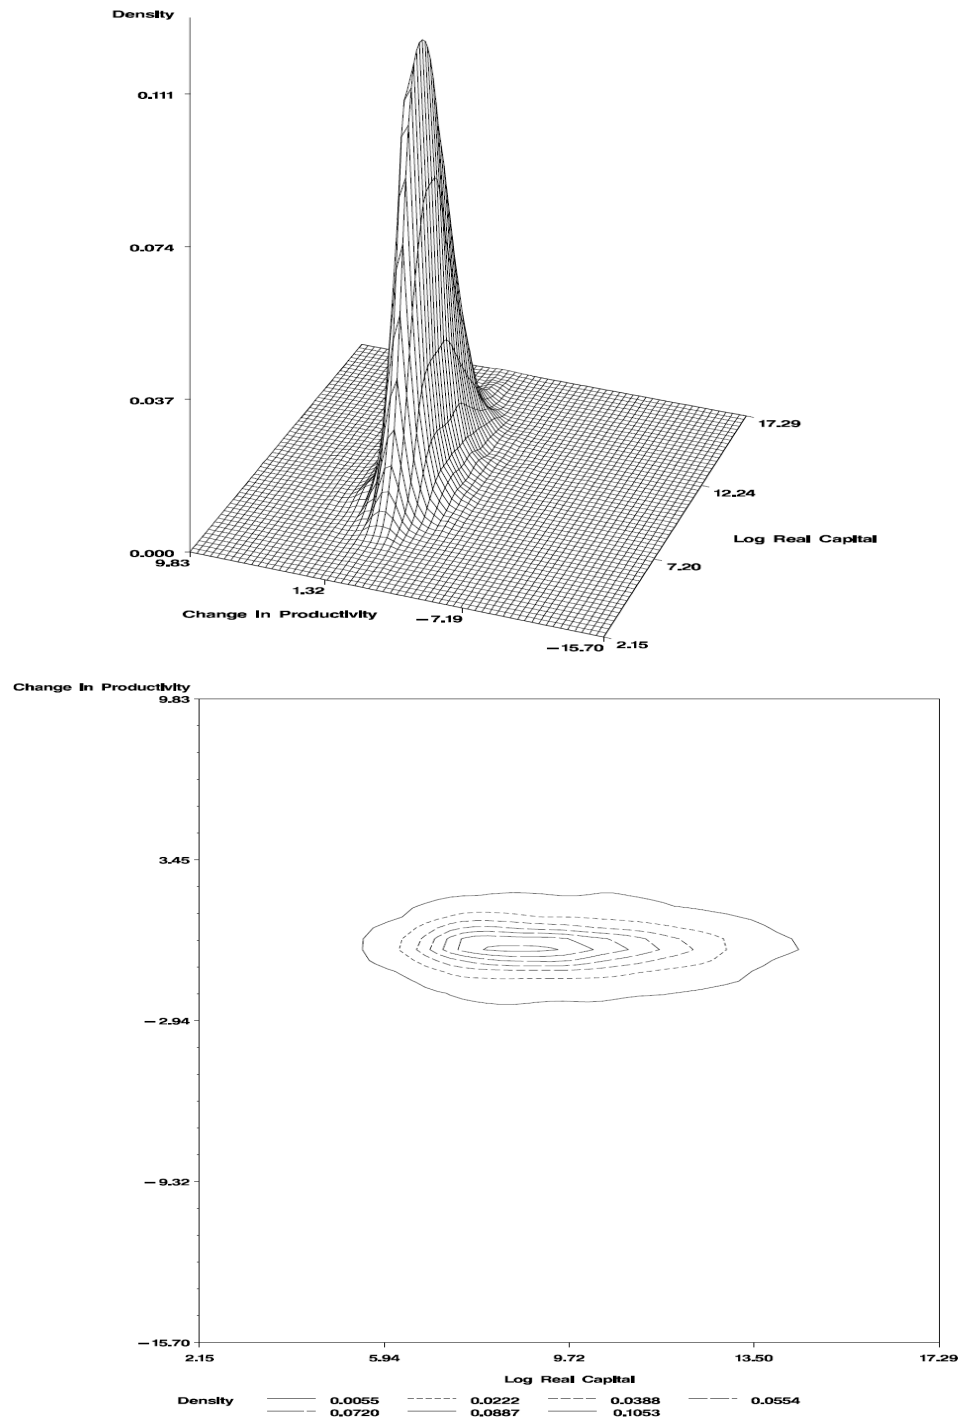 Density
0.111
0.074
0.037
0.000
9.83
1.32
-7.19
-15.70
Change In Productivity
2.15
7.20
12.24
17.29
Log Real Capital
Change In Productivity
9.83
3.45
-2.94
-9.32
-15.70
2.15 5.94 9.72 13.50 17.29
Log Real Capital
Density 0.0055 0.0222 0.0388 0.0554
0.0720 0.0887 0.1053